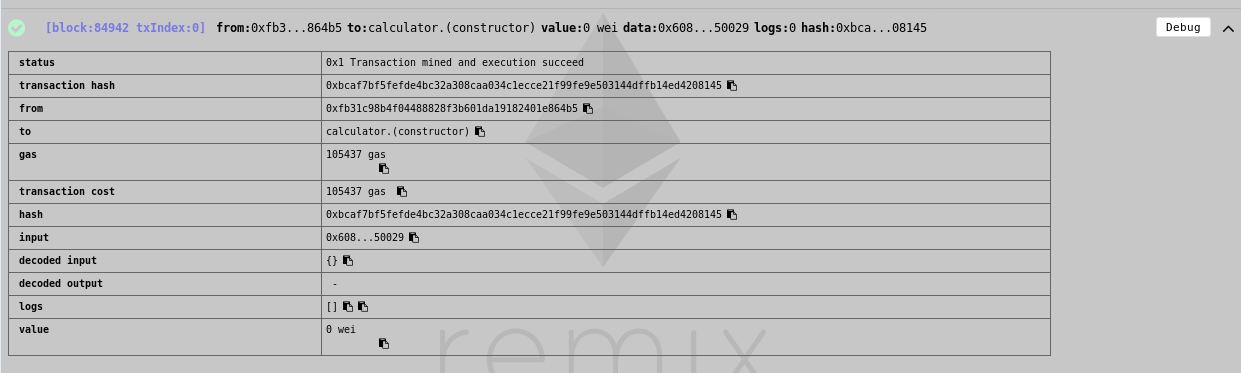 [block:84942 txIndex:0] from:0xfb3...864b5 to:calculator.(constructor) value:0 wei data:0x608...50029 logs:0 hash:0xbca...08145 Debug
status 0x1 Transaction mined and execution succeed
transaction hash 0xbcaf7bf5fefde4bc32a308caa034c1ecce21f99fe9e503144dffb14ed4208145
from 0xfb31c98b4f04488828f3b601da19182401e864b5
to calculator.(constructor)
gas 105437 gas
transaction cost 105437 gas
hash 0xbcaf7bf5fefde4bc32a308caa034c1ecce21f99fe9e503144dffb14ed4208145
input 0x608...50029
decoded input {}
decoded output -
logs []
value 0 wei
remix